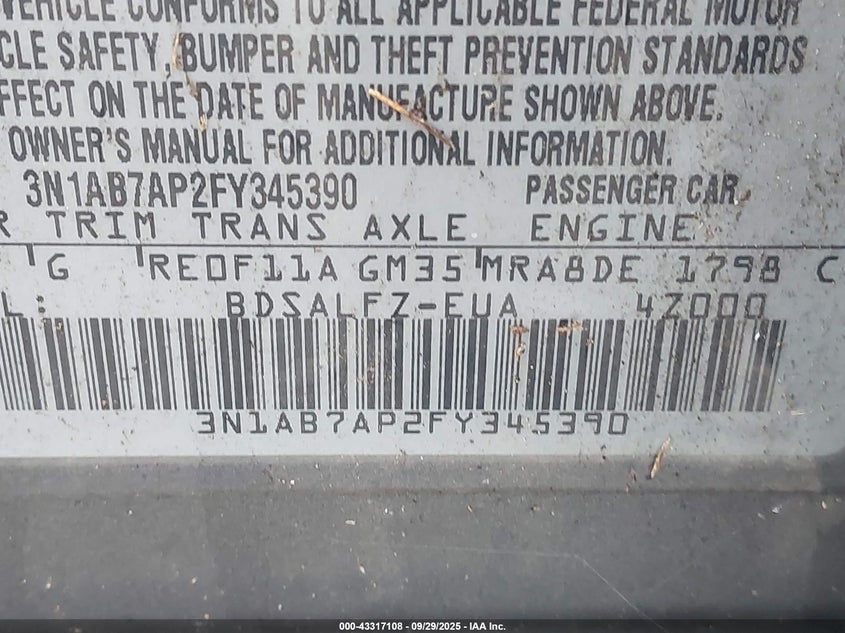 VEHICLE CONFORMS TO ALL APPLICABLE FEDERAL MOTOR
CLE SAFETY, BUMPER AND THEFT PREVENTION STANDARDS
FFECT ON THE DATE OF MANUFACTURE SHOWN ABOVE.
OWNER'S MANUAL FOR ADDITIONAL INFORMATION.
3N1AB7AP2FY345390 PASSENGER CAR
R TRIM TRANS AXLE ENGINE
G RE0F11A GM35 MRA8DE 1798 C
L: BDSALFZ-EUA 4Z000
3N1AB7AP2FY345390
000-43317108 - 09/29/2025 - IAA Inc.